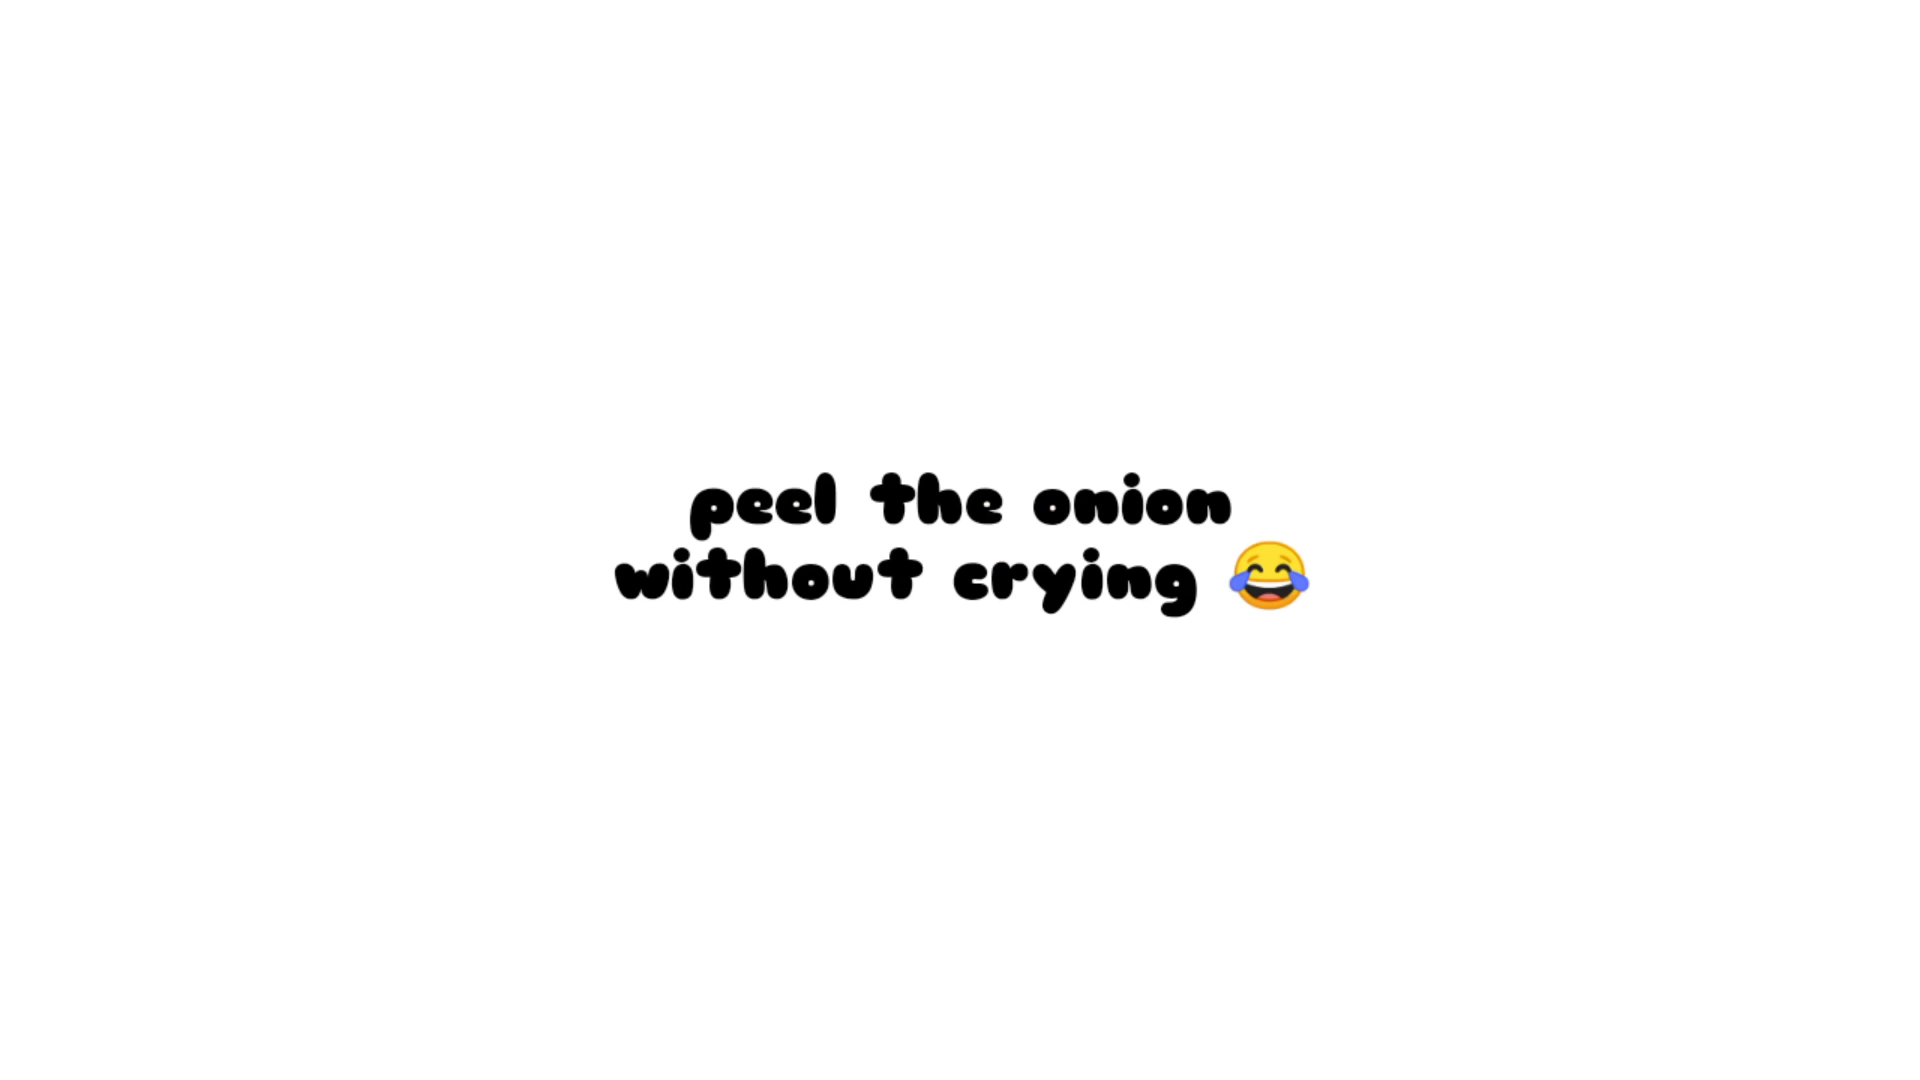 peel the onion
without crying 😂